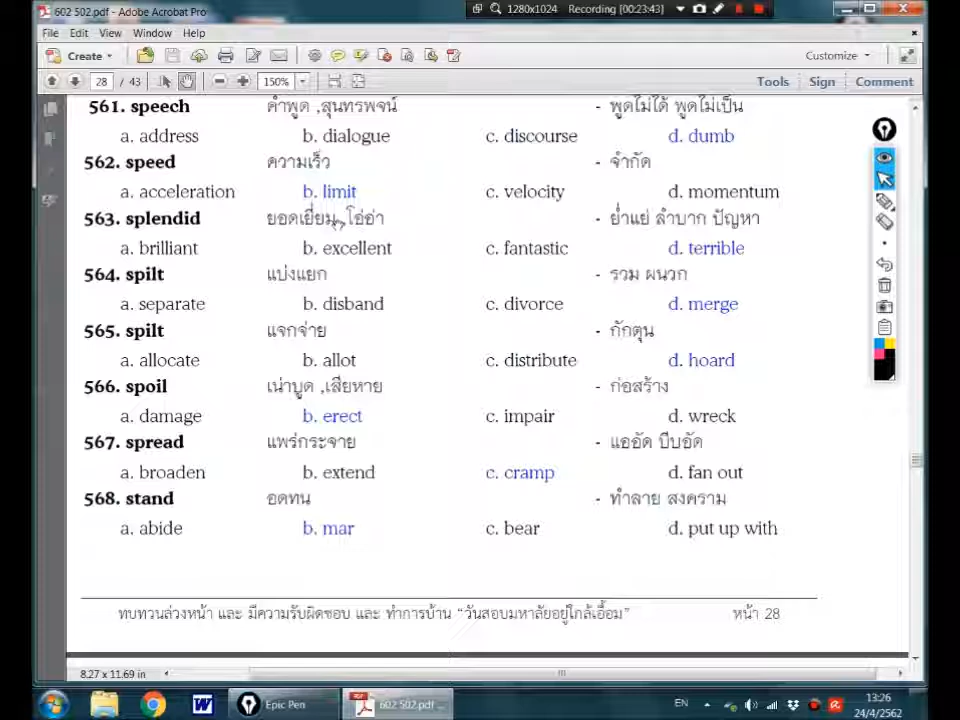 602 502.pdf - Adobe Acrobat Pro
1280x1024 Recording [00:23:43]
File Edit View Window Help
Create Customize
28 / 43 150% Tools Sign Comment
561. speech คำพูด ,สุนทรพจน์ - พูดไม่ได้ พูดไม่เป็น
a. address b. dialogue c. discourse d. dumb
562. speed ความเร็ว - จำกัด
a. acceleration b. limit c. velocity d. momentum
563. splendid ยอดเยี่ยม, โอ่อ่า - ย่ำแย่ ลำบาก ปัญหา
a. brilliant b. excellent c. fantastic d. terrible
564. spilt แบ่งแยก - รวม ผนวก
a. separate b. disband c. divorce d. merge
565. spilt แจกจ่าย - กักตุน
a. allocate b. allot c. distribute d. hoard
566. spoil เน่าบูด ,เสียหาย - ก่อสร้าง
a. damage b. erect c. impair d. wreck
567. spread แพร่กระจาย - แออัด บีบอัด
a. broaden b. extend c. cramp d. fan out
568. stand อดทน - ทำลาย สงคราม
a. abide b. mar c. bear d. put up with
ทบทวนล่วงหน้า และ มีความรับผิดชอบ และ ทำการบ้าน “วันสอบมหาลัยอยู่ใกล้เอื้อม” หน้า 28
8.27 x 11.69 in
Epic Pen 602 502.pdf ... EN 13:26
24/4/2562